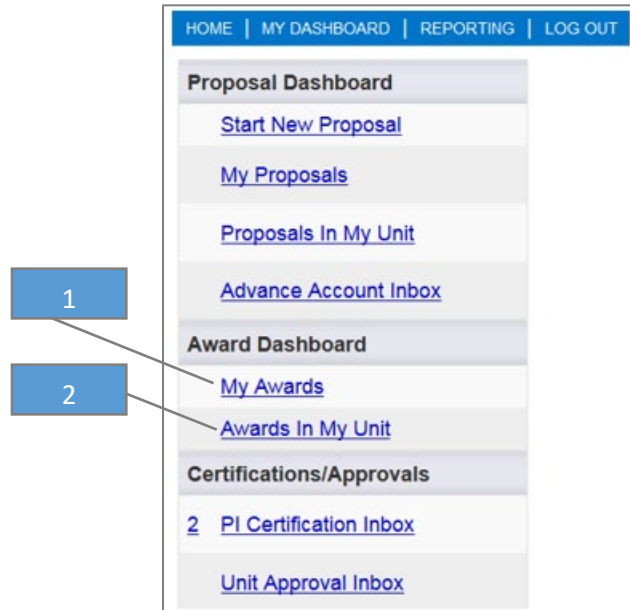 HOME | MY DASHBOARD | REPORTING | LOG OUT
Proposal Dashboard
Start New Proposal
My Proposals
Proposals In My Unit
Advance Account Inbox
1
Award Dashboard
My Awards
2
Awards In My Unit
Certifications/Approvals
2 PI Certification Inbox
Unit Approval Inbox